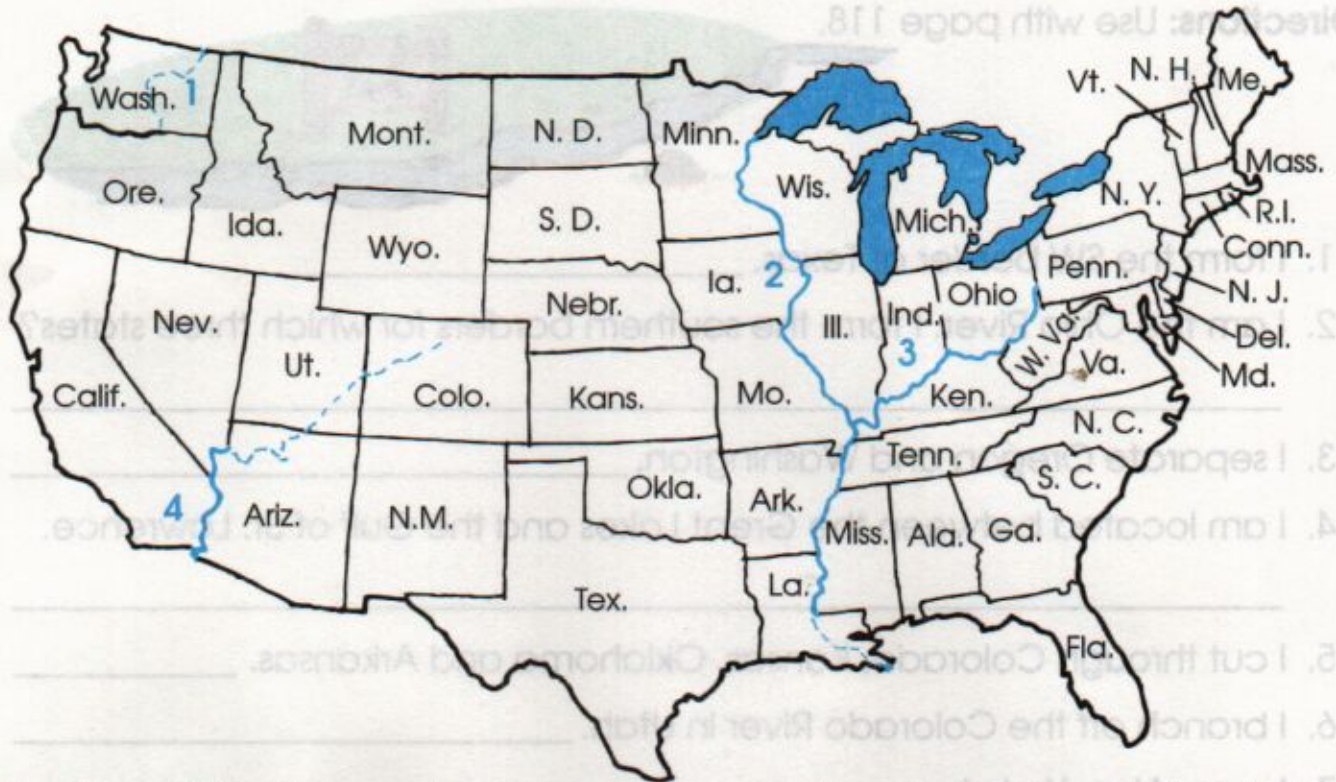 Directions: Use with page 118.
Wash.
1
Mont.
N. D.
Minn.
Vt.
N. H.
Me.
Ore.
Ida.
Wyo.
S. D.
Wis.
Mich.
N. Y.
Mass.
R.I.
Conn.
1. I form the SW border of Texas.
Nev.
Ut.
Nebr.
Ia.
2
Ill.
Ind.
3
Ohio
Penn.
N. J.
Del.
Md.
2. I am the Ohio River. I form the southern borders for which three states?
Calif.
Colo.
Kans.
Mo.
Ken.
W. Va.
Va.
N. C.
3. I separate Oregon and Washington.
Tenn.
S. C.
4
Ariz.
N.M.
Okla.
Ark.
Miss.
Ala.
Ga.
4. I am located between the Great Lakes and the Gulf of St. Lawrence.
Tex.
La.
Fla.
5. I cut through Colorado, Kansas, Oklahoma and Arkansas.
6. I branch off the Colorado River in Utah.